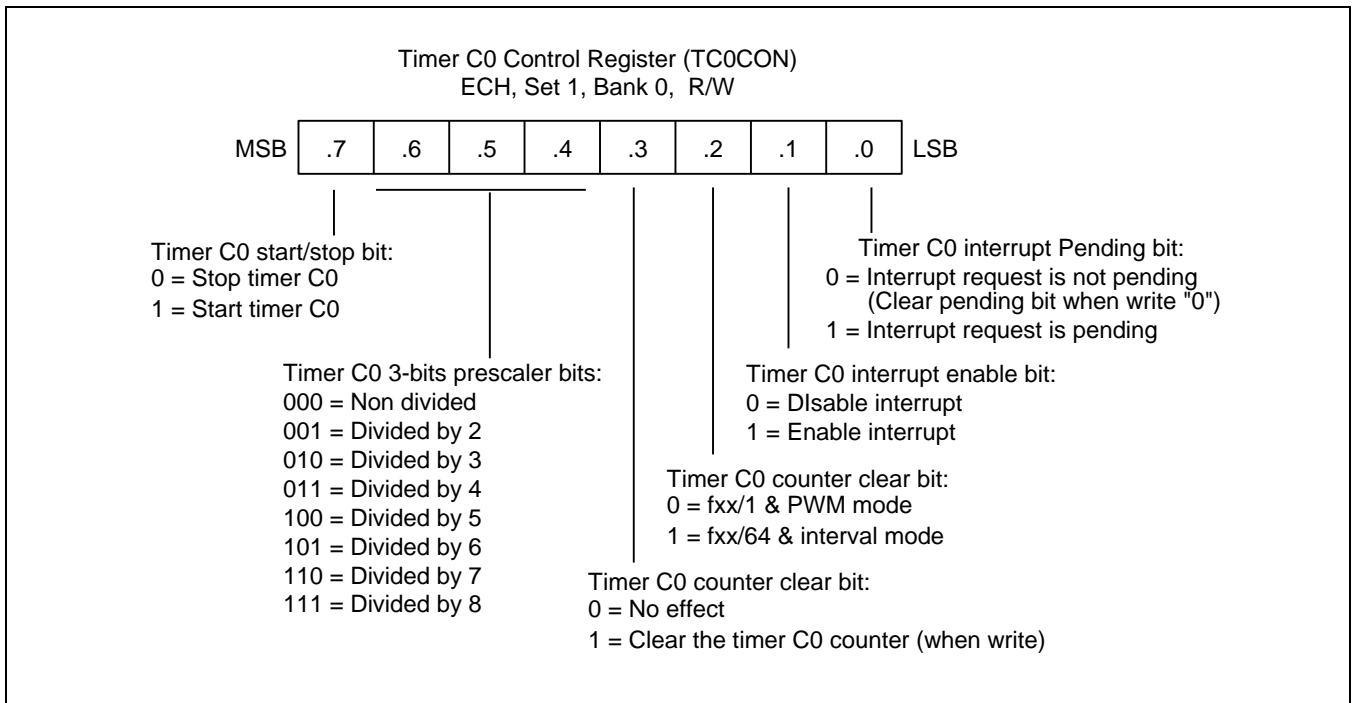 Timer C0 Control Register (TC0CON)
ECH, Set 1, Bank 0, R/W
MSB .7 .6 .5 .4 .3 .2 .1 .0 LSB
Timer C0 start/stop bit:
0 = Stop timer C0
1 = Start timer C0
Timer C0 interrupt Pending bit:
0 = Interrupt request is not pending
(Clear pending bit when write "0")
1 = Interrupt request is pending
Timer C0 3-bits prescaler bits:
000 = Non divided
001 = Divided by 2
010 = Divided by 3
011 = Divided by 4
100 = Divided by 5
101 = Divided by 6
110 = Divided by 7
111 = Divided by 8
Timer C0 interrupt enable bit:
0 = DIsable interrupt
1 = Enable interrupt
Timer C0 counter clear bit:
0 = fxx/1 & PWM mode
1 = fxx/64 & interval mode
Timer C0 counter clear bit:
0 = No effect
1 = Clear the timer C0 counter (when write)